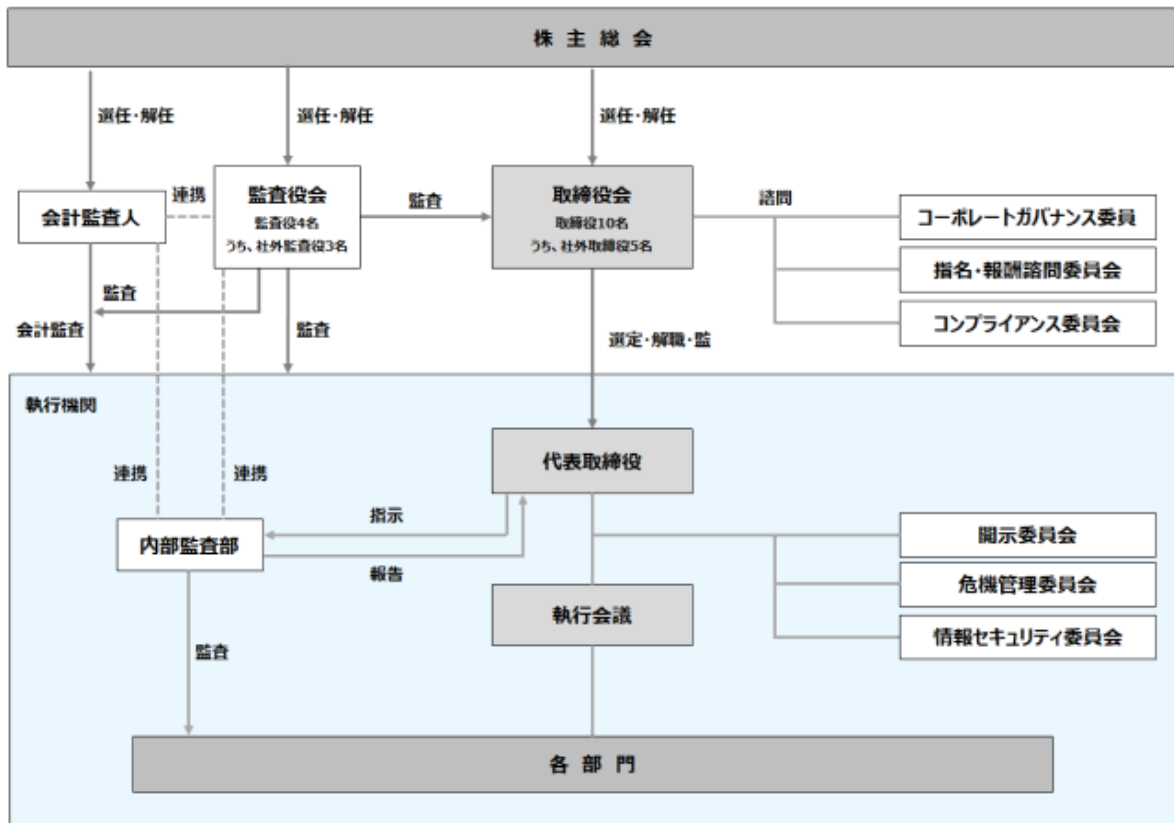 株 主 総 会
選任・解任
選任・解任
選任・解任
会計監査人
連携
監査役会
監査役4名
うち、社外監査役3名
監査
取締役会
取締役10名
うち、社外取締役5名
諮問
コーポレートガバナンス委員
指名・報酬諮問委員会
コンプライアンス委員会
監査
会計監査
監査
選定・解職・監
執行機関
代表取締役
連携
連携
指示
内部監査部
報告
開示委員会
危機管理委員会
執行会議
情報セキュリティ委員会
監査
各 部 門